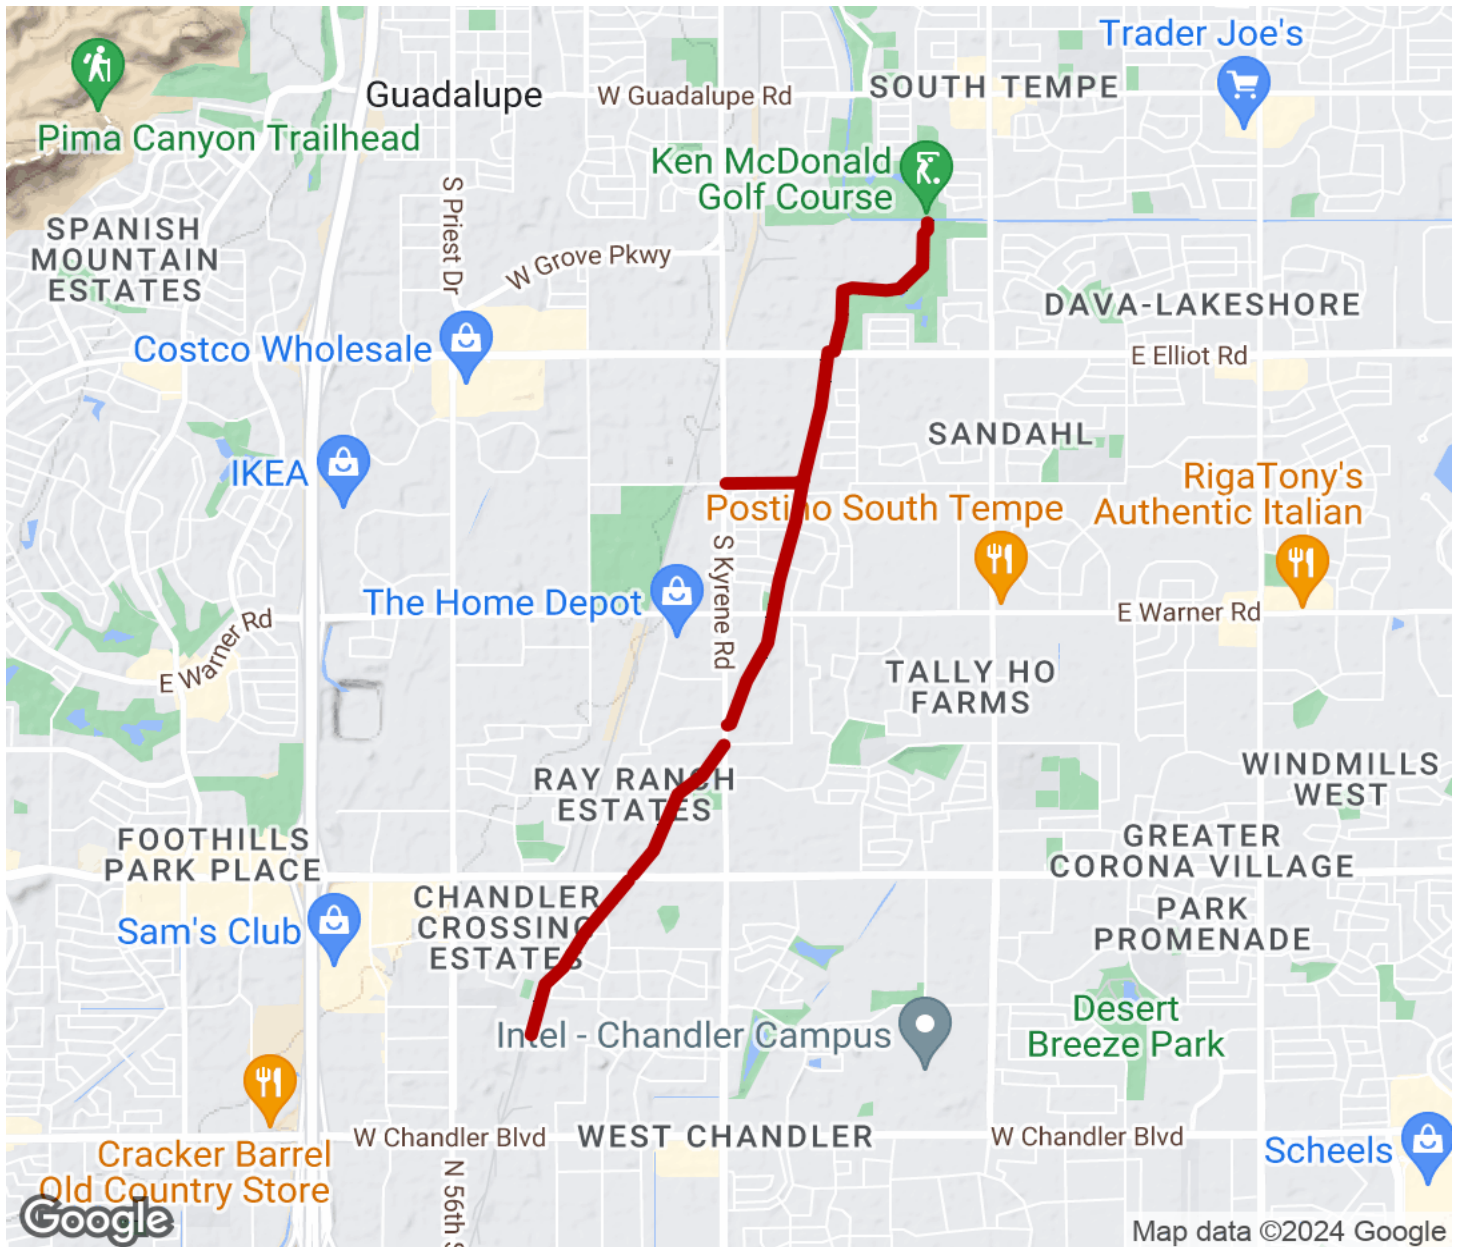 Trader Joe's
Guadalupe
W Guadalupe Rd
SOUTH TEMPE
Pima Canyon Trailhead
Ken McDonald
Golf Course
S Priest Dr
SPANISH
MOUNTAIN
ESTATES
W Grove Pkwy
DAVA-LAKESHORE
Costco Wholesale
E Elliot Rd
SANDAHL
IKEA
RigaTony's
Authentic Italian
Postino South Tempe
S Kyrene Rd
The Home Depot
E Warner Rd
E Warner Rd
TALLY HO
FARMS
RAY RANCH
ESTATES
WINDMILLS
WEST
FOOTHILLS
PARK PLACE
GREATER
CORONA VILLAGE
CHANDLER
CROSSING
ESTATES
PARK
PROMENADE
Sam's Club
Desert
Breeze Park
Intel - Chandler Campus
W Chandler Blvd
WEST CHANDLER
W Chandler Blvd
Scheels
Cracker Barrel
Old Country Store
N 56th S
Google
Map data ©2024 Google